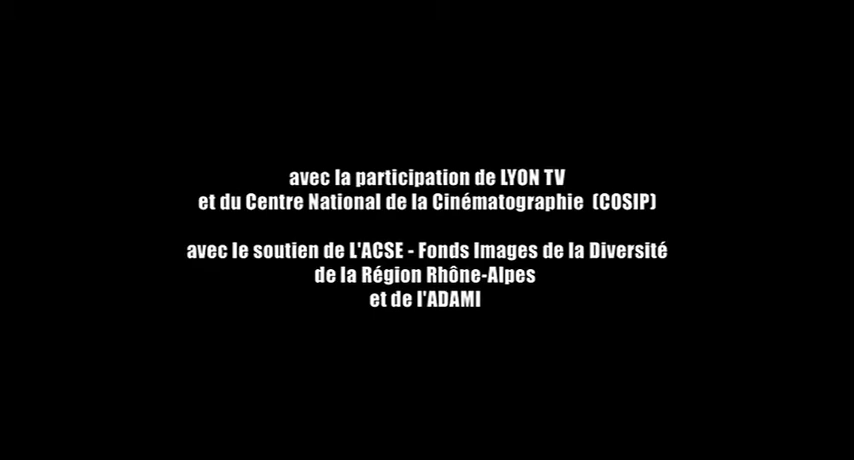 avec la participation de LYON TV
et du Centre National de la Cinématographie (COSIP)
avec le soutien de L'ACSE - Fonds Images de la Diversité
de la Région Rhône-Alpes
et de l'ADAMI